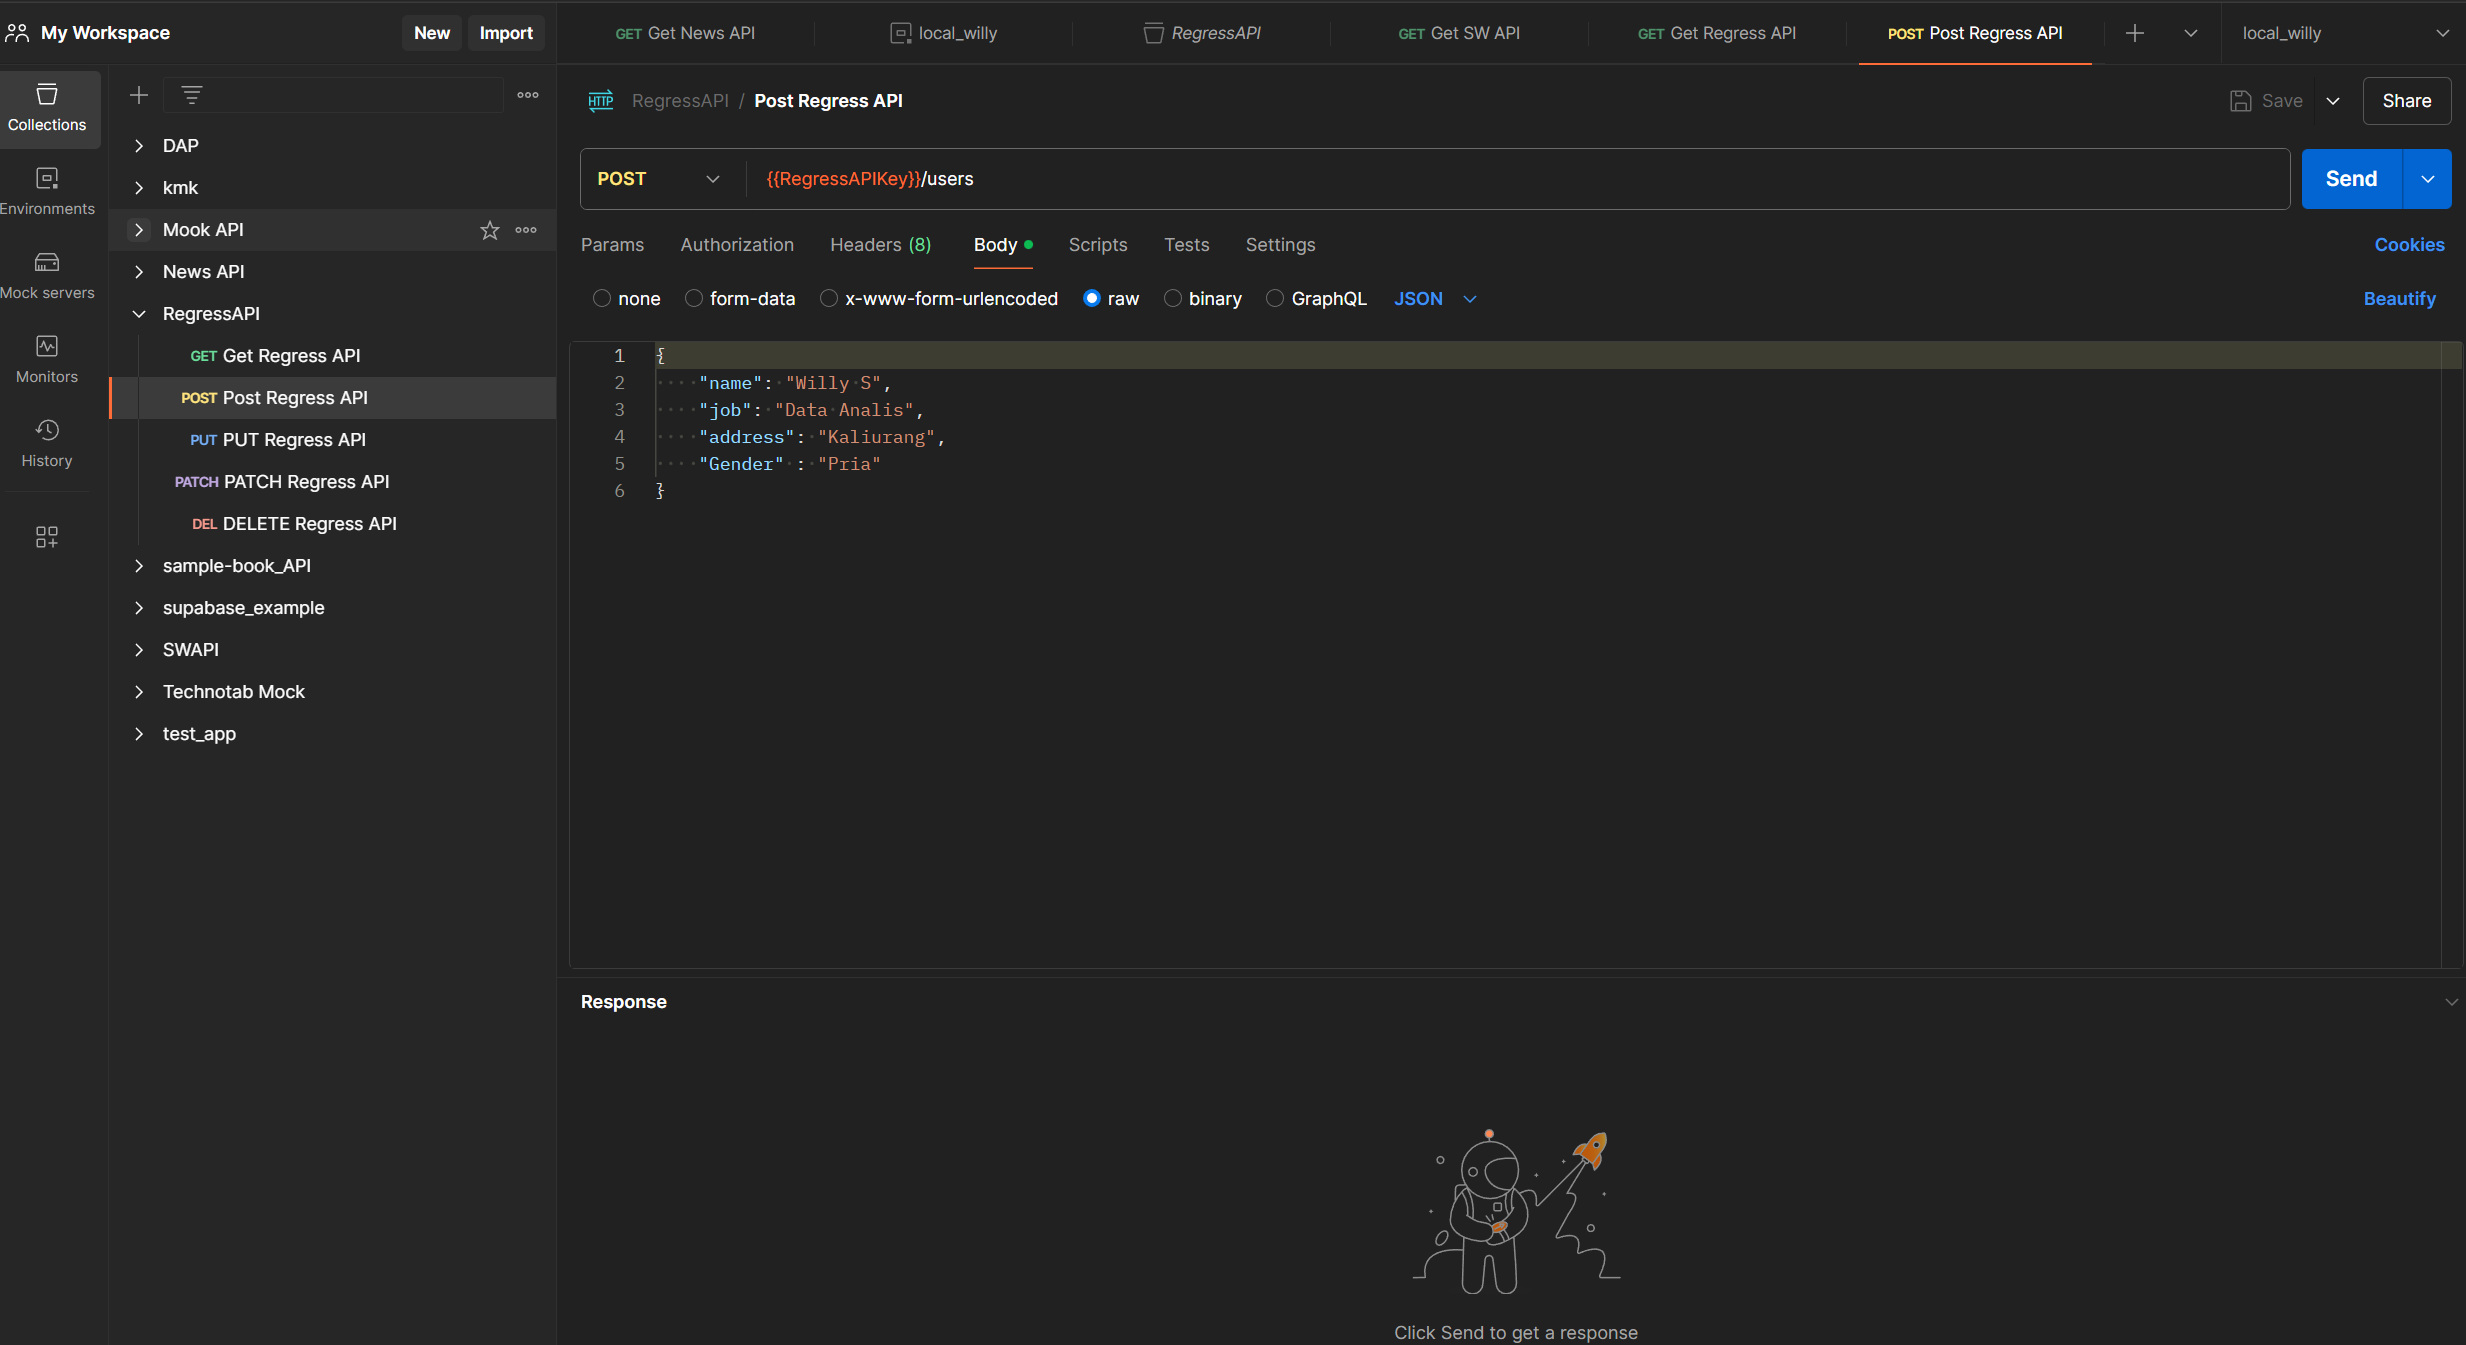 My Workspace
New
Import
GET Get News API
local_willy
RegressAPI
GET Get SW API
GET Get Regress API
POST Post Regress API
local_willy
Collections
Environments
Mock servers
Monitors
History
DAP
kmk
Mook API
News API
RegressAPI
GET Get Regress API
POST Post Regress API
PUT PUT Regress API
PATCH PATCH Regress API
DEL DELETE Regress API
sample-book_API
supabase_example
SWAPI
Technotab Mock
test_app
HTTP RegressAPI / Post Regress API
Save
Share
POST
{{RegressAPIKey}}/users
Send
Params
Authorization
Headers (8)
Body
Scripts
Tests
Settings
Cookies
none
form-data
x-www-form-urlencoded
raw
binary
GraphQL
JSON
Beautify
1 {
2 "name": "Willy S",
3 "job": "Data Analis",
4 "address": "Kaliurang",
5 "Gender" : "Pria"
6 }
Response
Click Send to get a response